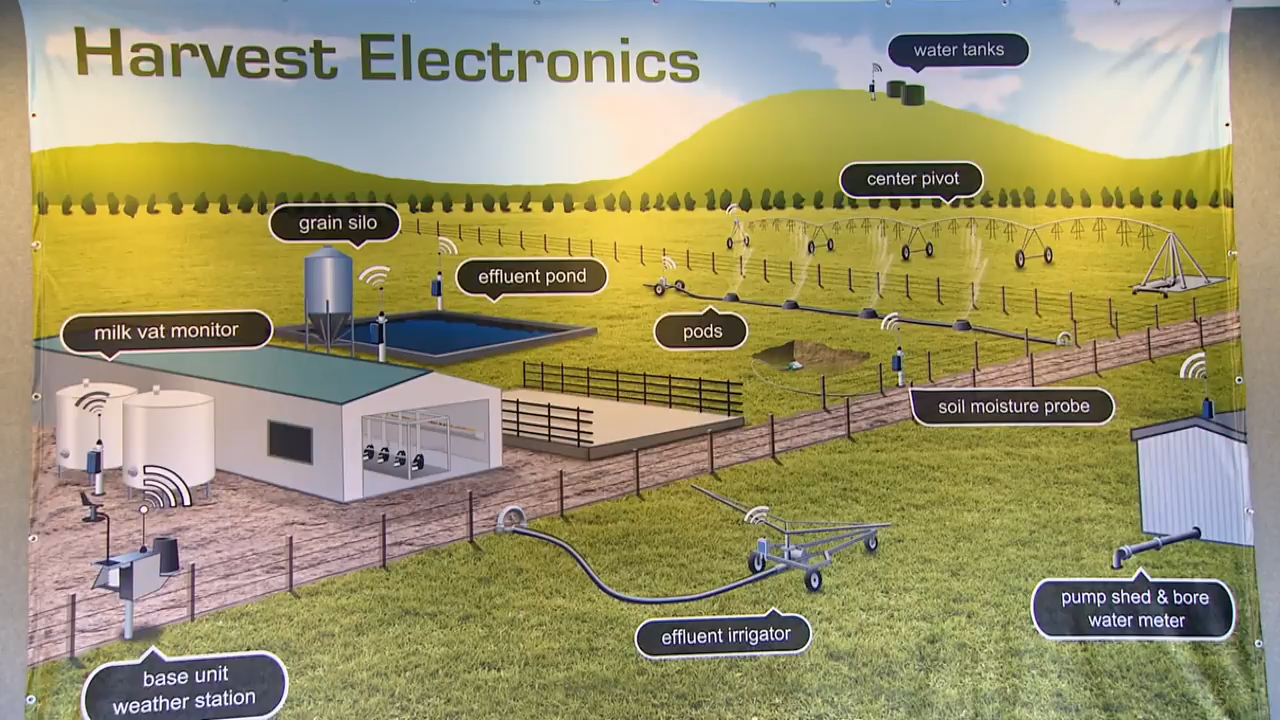 Harvest Electronics
water tanks
center pivot
grain silo
effluent pond
milk vat monitor
pods
soil moisture probe
pump shed & bore
water meter
effluent irrigator
base unit
weather station